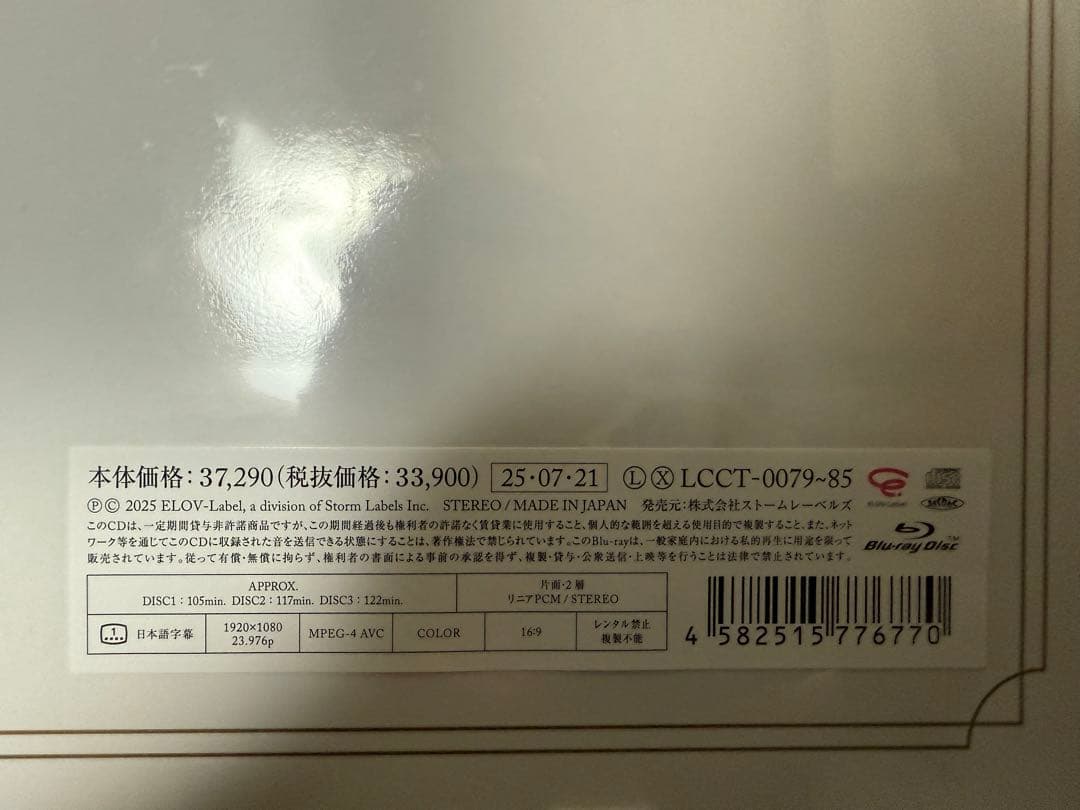 本体価格：37,290（税抜価格：33,900） 25・07・21 Ⓛ Ⓧ LCCT-0079~85
Ⓟ Ⓒ 2025 ELOV-Label, a division of Storm Labels Inc. STEREO / MADE IN JAPAN 発売元：株式会社ストームレーベルズ
このCDは、一定期間貸与非許諾商品ですが、この期間経過後も権利者の許諾なく賃貸業に使用すること、個人的な範囲を超える使用目的で複製すること、また、ネット
ワーク等を通じてこのCDに収録された音を送信できる状態にすることは、著作権法で禁じられています。このBlu-rayは、一般家庭内における私的再生に用途を限って
販売されています。従って有償・無償に拘らず、権利者の書面による事前の承認を得ずに、複製・貸与・公衆送信・上映等を行うことは法律で禁止されています。
Blu-ray Disc™
APPROX.
DISC1：105min. DISC2：117min. DISC3：122min.
片面・2層
リニアPCM / STEREO
1 日本語字幕
1920×1080
23.976p
MPEG-4 AVC
COLOR
16:9
レンタル禁止
複製不能
4 582515 776770